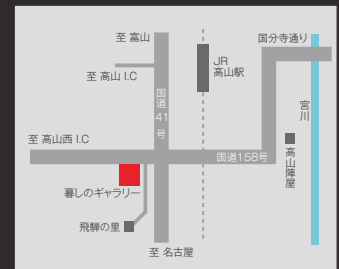 至 富山
国分寺通り
JR
高山駅
至 高山 I.C
国道41号
宮川
至 高山西 I.C
高山陣屋
国道158号
暮しのギャラリー
飛騨の里
至 名古屋